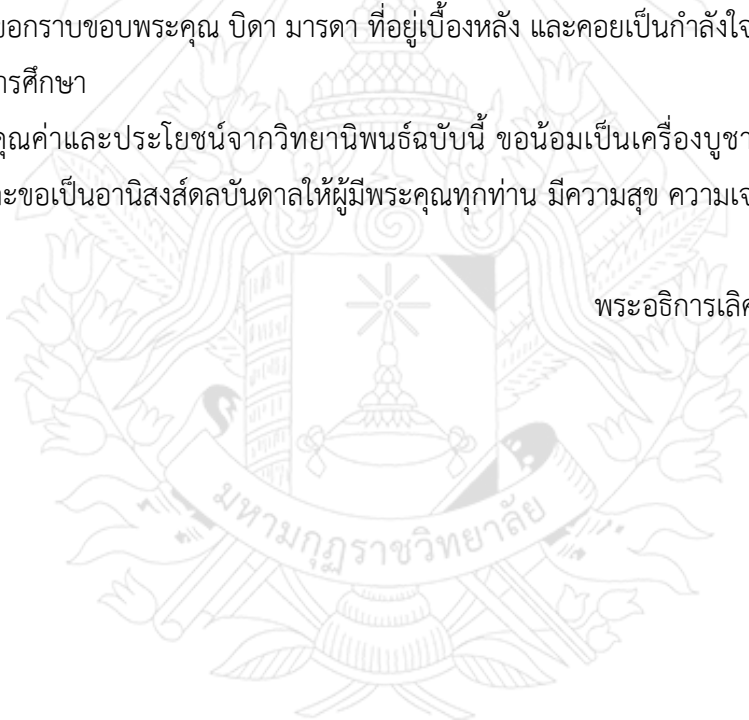 ขอกราบขอบพระคุณ บิดา มารดา ที่อยู่เบื้องหลัง และคอยเป็นกำลังใจ
การศึกษา
คุณค่าและประโยชน์จากวิทยานิพนธ์ฉบับนี้ ขอน้อมเป็นเครื่องบูชา
และขอเป็นอานิสงส์ดลบันดาลให้ผู้มีพระคุณทุกท่าน มีความสุข ความ
พระอธิการ
มหามกุฏราชวิทยาลัย